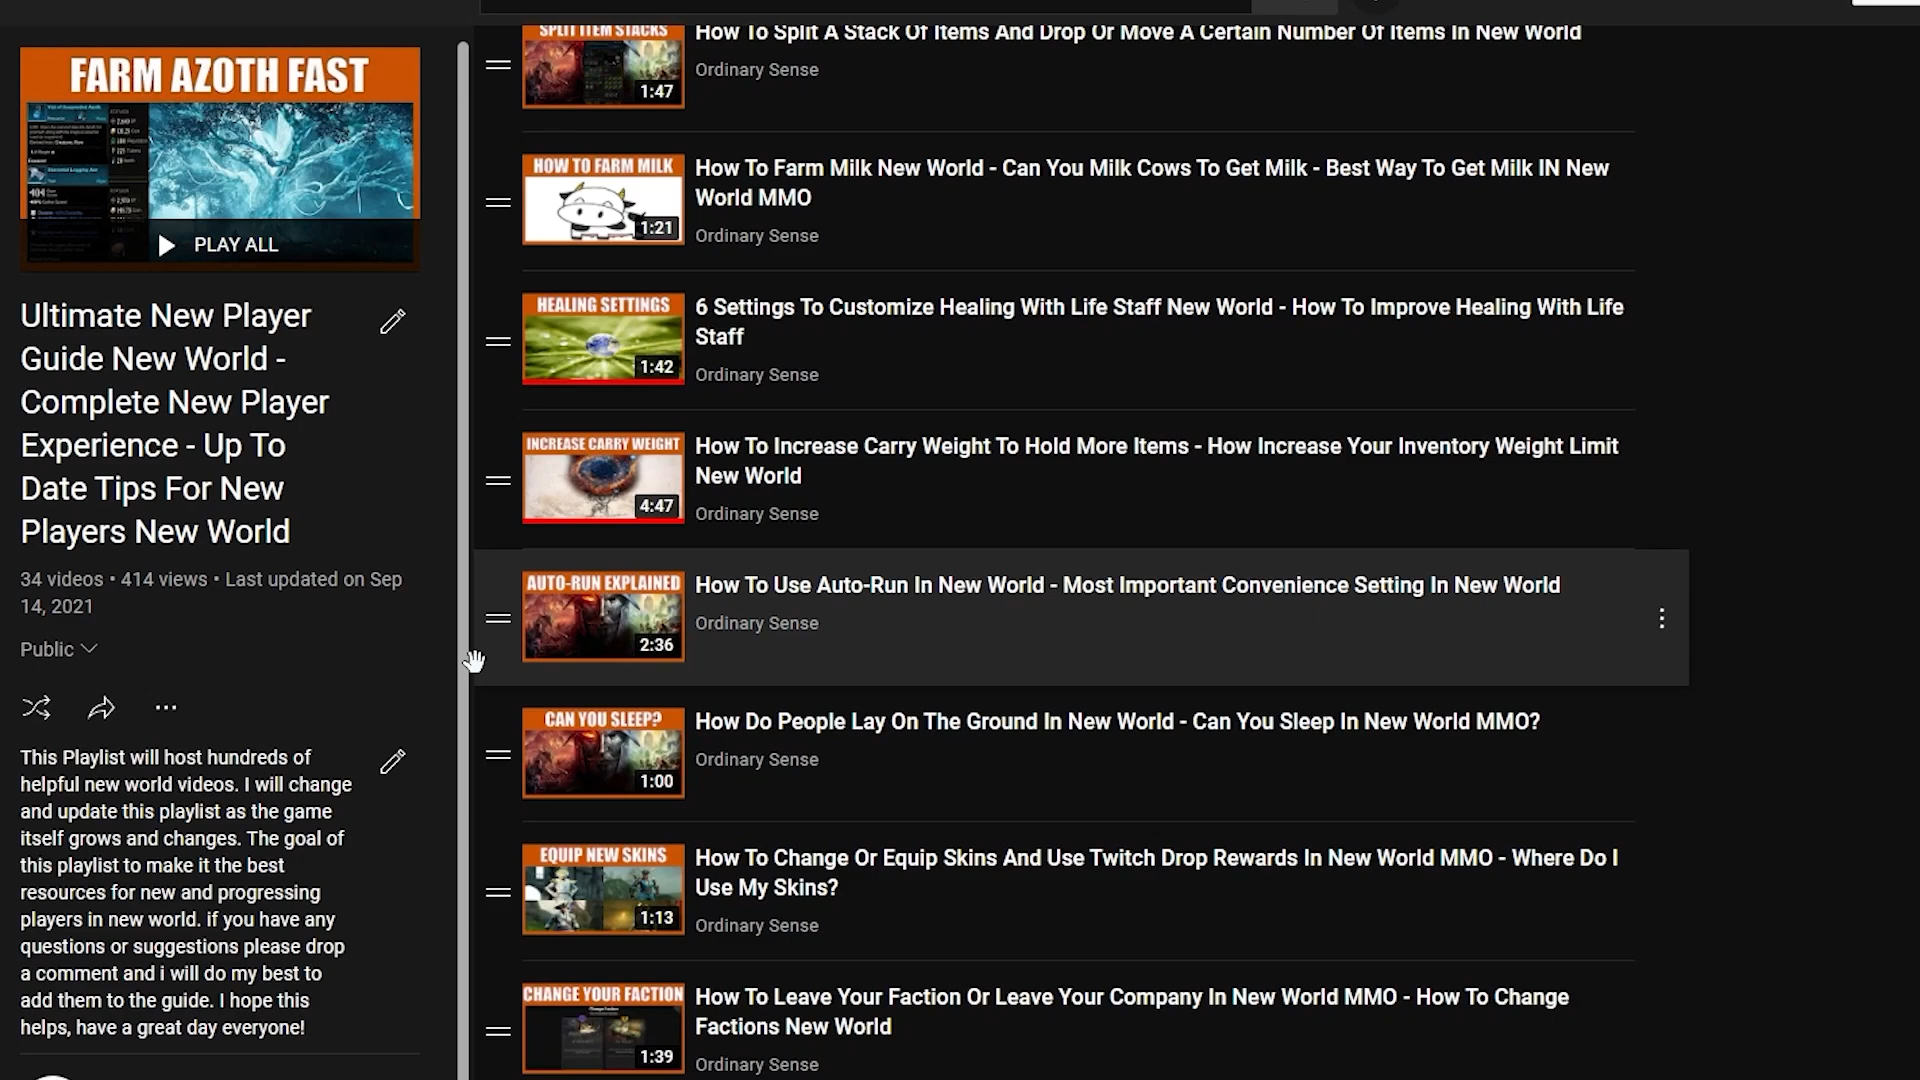 FARM AZOTH FAST
PLAY ALL
Ultimate New Player
Guide New World -
Complete New Player
Experience - Up To
Date Tips For New
Players New World
34 videos • 414 views • Last updated on Sep
14, 2021
Public
This Playlist will host hundreds of
helpful new world videos. I will change
and update this playlist as the game
itself grows and changes. The goal of
this playlist to make it the best
resources for new and progressing
players in new world. if you have any
questions or suggestions please drop
a comment and i will do my best to
add them to the guide. I hope this
helps, have a great day everyone!
SPLIT ITEM STACKS
1:47
How To Split A Stack Of Items And Drop Or Move A Certain Number Of Items In New World
Ordinary Sense
HOW TO FARM MILK
1:21
How To Farm Milk New World - Can You Milk Cows To Get Milk - Best Way To Get Milk IN New
World MMO
Ordinary Sense
HEALING SETTINGS
1:42
6 Settings To Customize Healing With Life Staff New World - How To Improve Healing With Life
Staff
Ordinary Sense
INCREASE CARRY WEIGHT
4:47
How To Increase Carry Weight To Hold More Items - How Increase Your Inventory Weight Limit
New World
Ordinary Sense
AUTO-RUN EXPLAINED
2:36
How To Use Auto-Run In New World - Most Important Convenience Setting In New World
Ordinary Sense
CAN YOU SLEEP?
1:00
How Do People Lay On The Ground In New World - Can You Sleep In New World MMO?
Ordinary Sense
EQUIP NEW SKINS
1:13
How To Change Or Equip Skins And Use Twitch Drop Rewards In New World MMO - Where Do I
Use My Skins?
Ordinary Sense
CHANGE YOUR FACTION
1:39
How To Leave Your Faction Or Leave Your Company In New World MMO - How To Change
Factions New World
Ordinary Sense